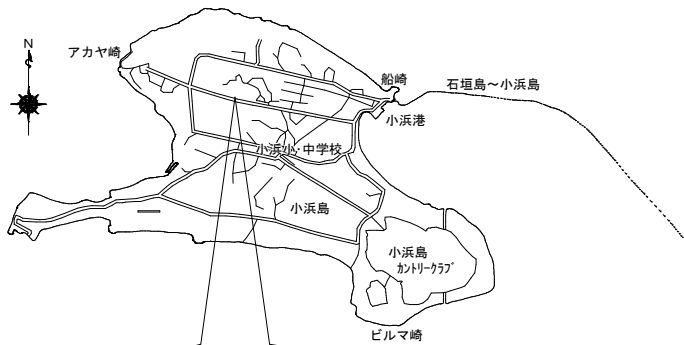 N
アカヤ崎
船崎
石垣島～小浜島
小浜港
小浜小・中学校
小浜島
小浜島
ｶﾝﾄﾘｰｸﾗﾌﾞ
ビルマ崎